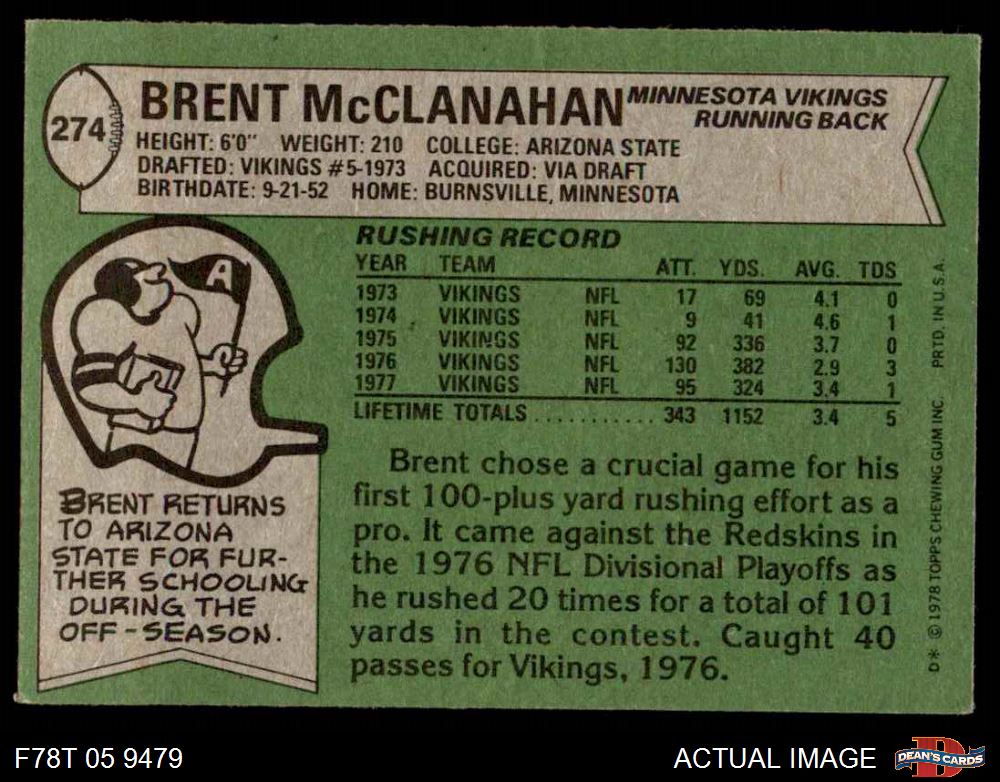 274
BRENT McCLANAHAN
MINNESOTA VIKINGS
RUNNING BACK
HEIGHT: 6'0" WEIGHT: 210 COLLEGE: ARIZONA STATE
DRAFTED: VIKINGS #5-1973 ACQUIRED: VIA DRAFT
BIRTHDATE: 9-21-52 HOME: BURNSVILLE, MINNESOTA
A
BRENT RETURNS
TO ARIZONA
STATE FOR FUR-
THER SCHOOLING
DURING THE
OFF-SEASON.
RUSHING RECORD
YEAR TEAM ATT. YDS. AVG. TDS
1973 VIKINGS NFL 17 69 4.1 0
1974 VIKINGS NFL 9 41 4.6 1
1975 VIKINGS NFL 92 336 3.7 0
1976 VIKINGS NFL 130 382 2.9 3
1977 VIKINGS NFL 95 324 3.4 1
LIFETIME TOTALS ............ 343 1152 3.4 5
Brent chose a crucial game for his
first 100-plus yard rushing effort as a
pro. It came against the Redskins in
the 1976 NFL Divisional Playoffs as
he rushed 20 times for a total of 101
yards in the contest. Caught 40
passes for Vikings, 1976.
D* © 1978 TOPPS CHEWING GUM INC. PRTD. IN U.S.A.
F78T 05 9479
ACTUAL IMAGE
D
DEAN'S CARDS